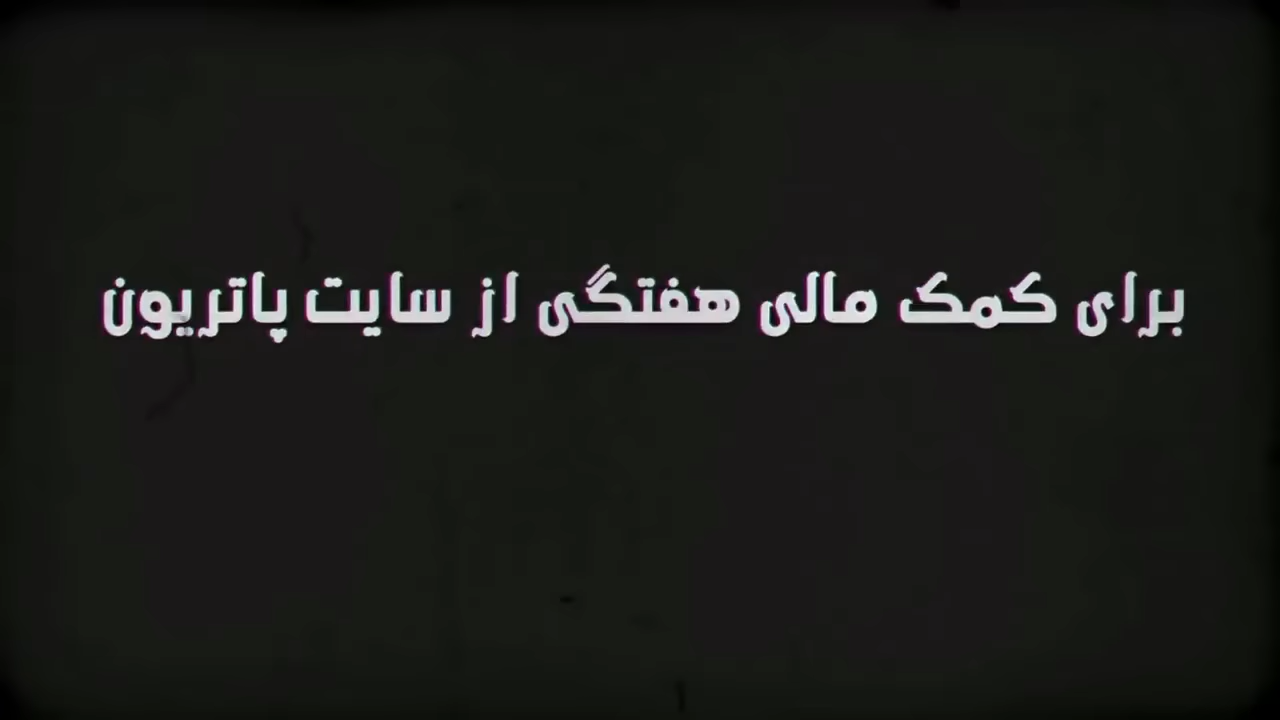 برای کمک مالی هفتگی از سایت پاتریون